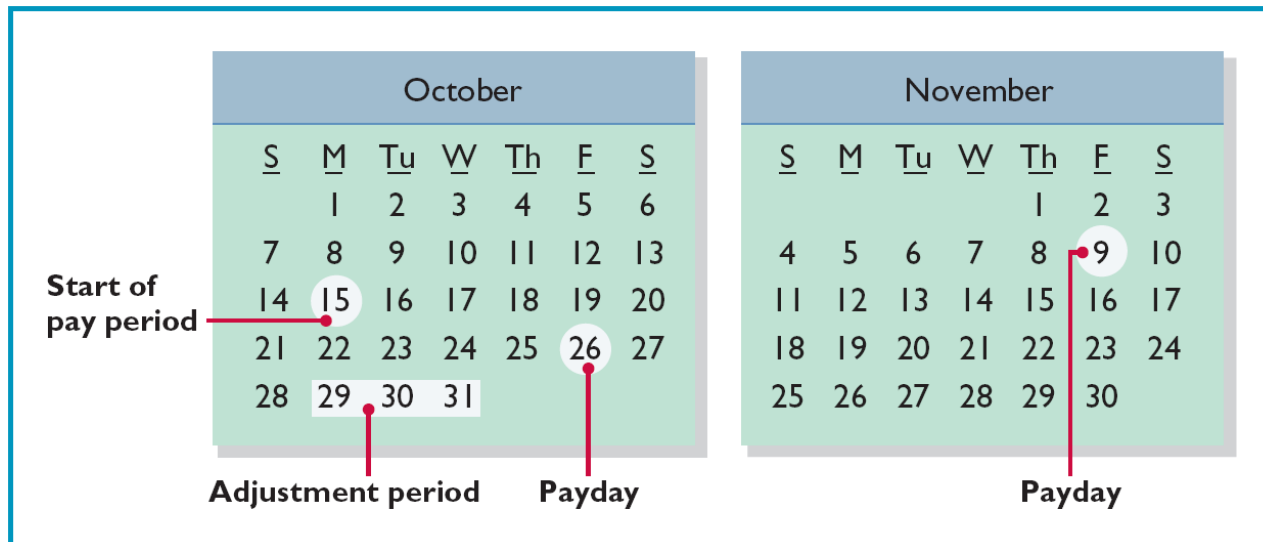 October
S M Tu W Th F S
1 2 3 4 5 6
7 8 9 10 11 12 13
14 15 16 17 18 19 20
21 22 23 24 25 26 27
28 29 30 31
November
S M Tu W Th F S
1 2 3
4 5 6 7 8 9 10
11 12 13 14 15 16 17
18 19 20 21 22 23 24
25 26 27 28 29 30
Start of
pay period
Adjustment period
Payday
Payday